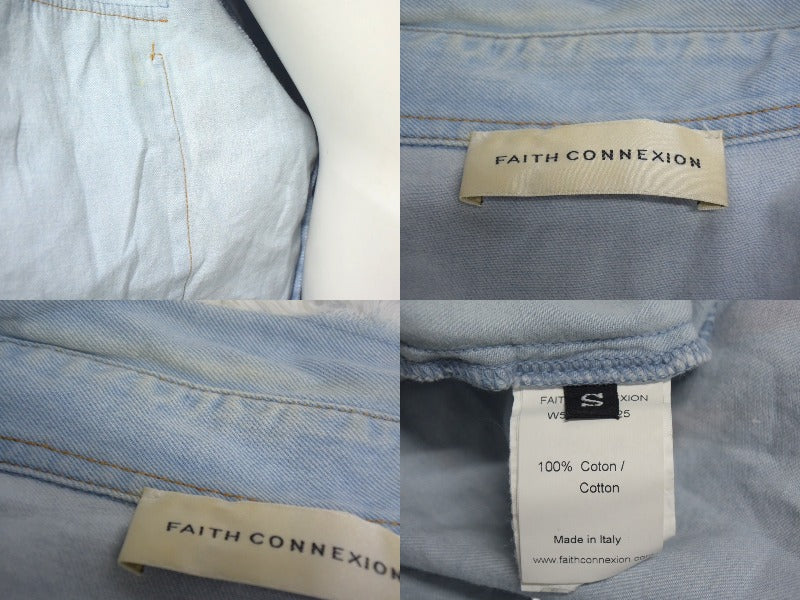 FAITH CONNEXION
FAITH CONNEXION
S
100% Coton /
Cotton
Made in Italy